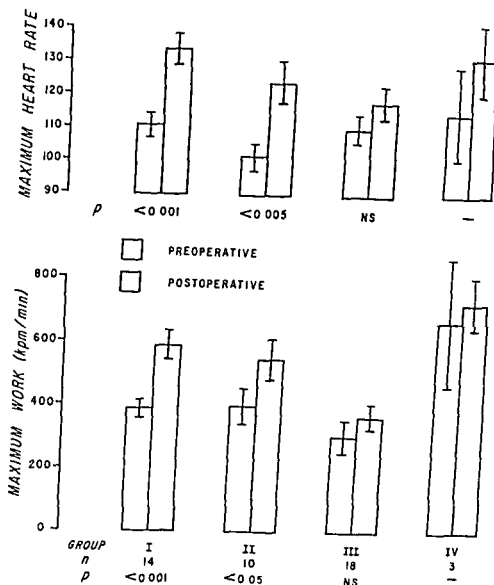 MAXIMUM HEART RATE
140
130
120
110
100
90
p <0 001 <0 005 NS —
PREOPERATIVE
POSTOPERATIVE
MAXIMUM WORK (kpm/min)
800
600
400
200
0
GROUP I II III IV
n 14 10 18 3
p <0 001 <0 05 NS —